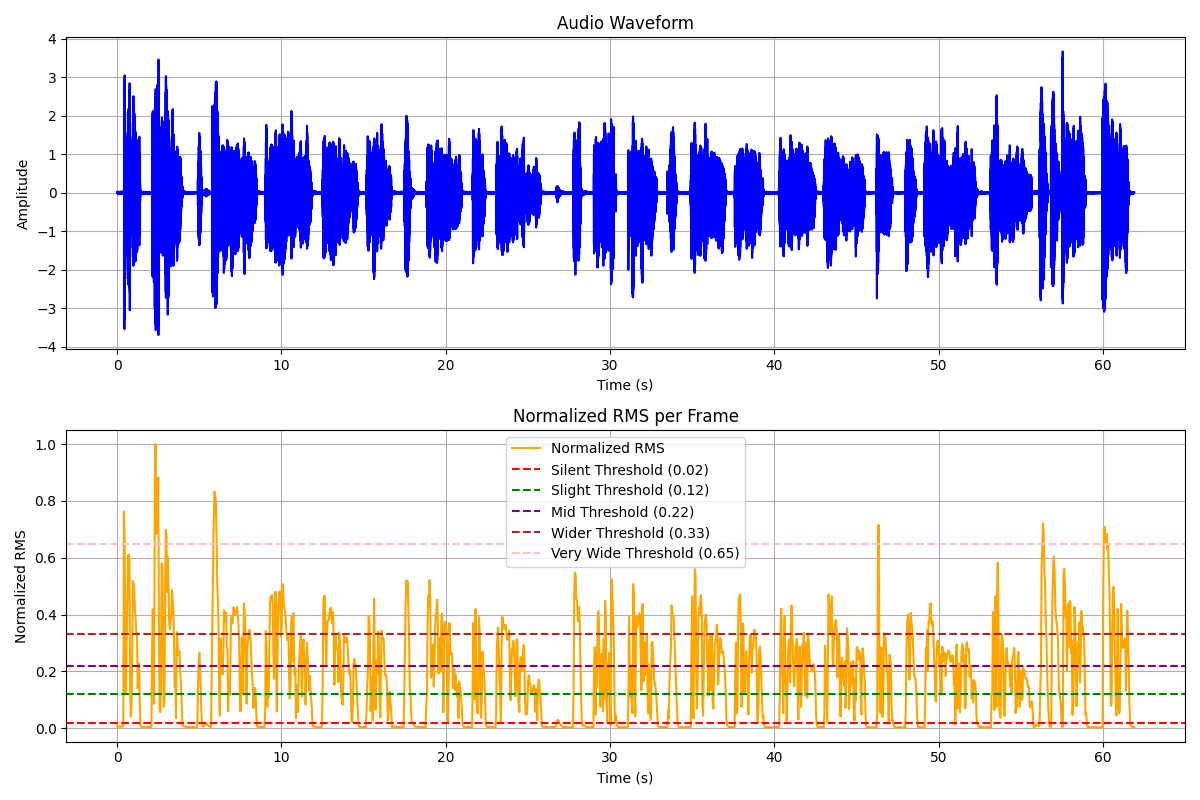 Audio Waveform
4
3
2
1
0
−1
−2
−3
−4
Amplitude
0 10 20 30 40 50 60
Time (s)
Normalized RMS per Frame
1.0
0.8
0.6
0.4
0.2
0.0
Normalized RMS
Normalized RMS
Silent Threshold (0.02)
Slight Threshold (0.12)
Mid Threshold (0.22)
Wider Threshold (0.33)
Very Wide Threshold (0.65)
0 10 20 30 40 50 60
Time (s)